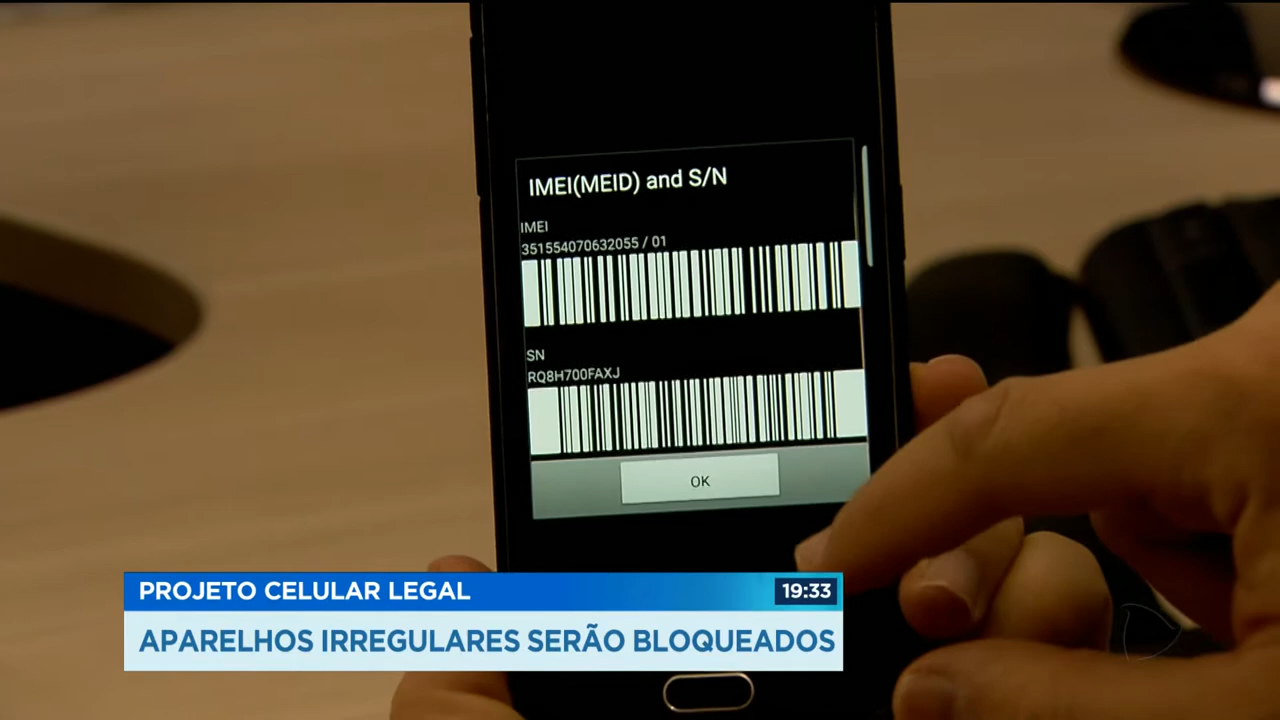 IMEI(MEID) and S/N
IMEI
351554070632055 / 01
SN
RQ8H700FAXJ
OK
PROJETO CELULAR LEGAL
19:33
APARELHOS IRREGULARES SERÃO BLOQUEADOS